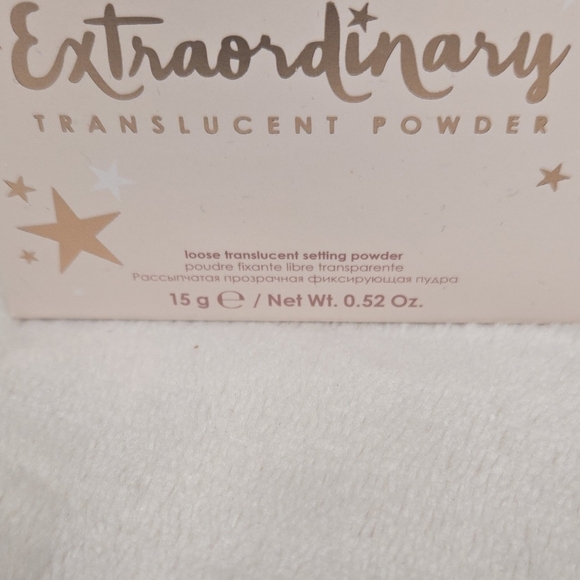 Extraordinary
TRANSLUCENT POWDER
loose translucent setting powder
poudre fixante libre transparente
Рассыпчатая прозрачная фиксирующая пудра
15 g ℮ / Net Wt. 0.52 Oz.